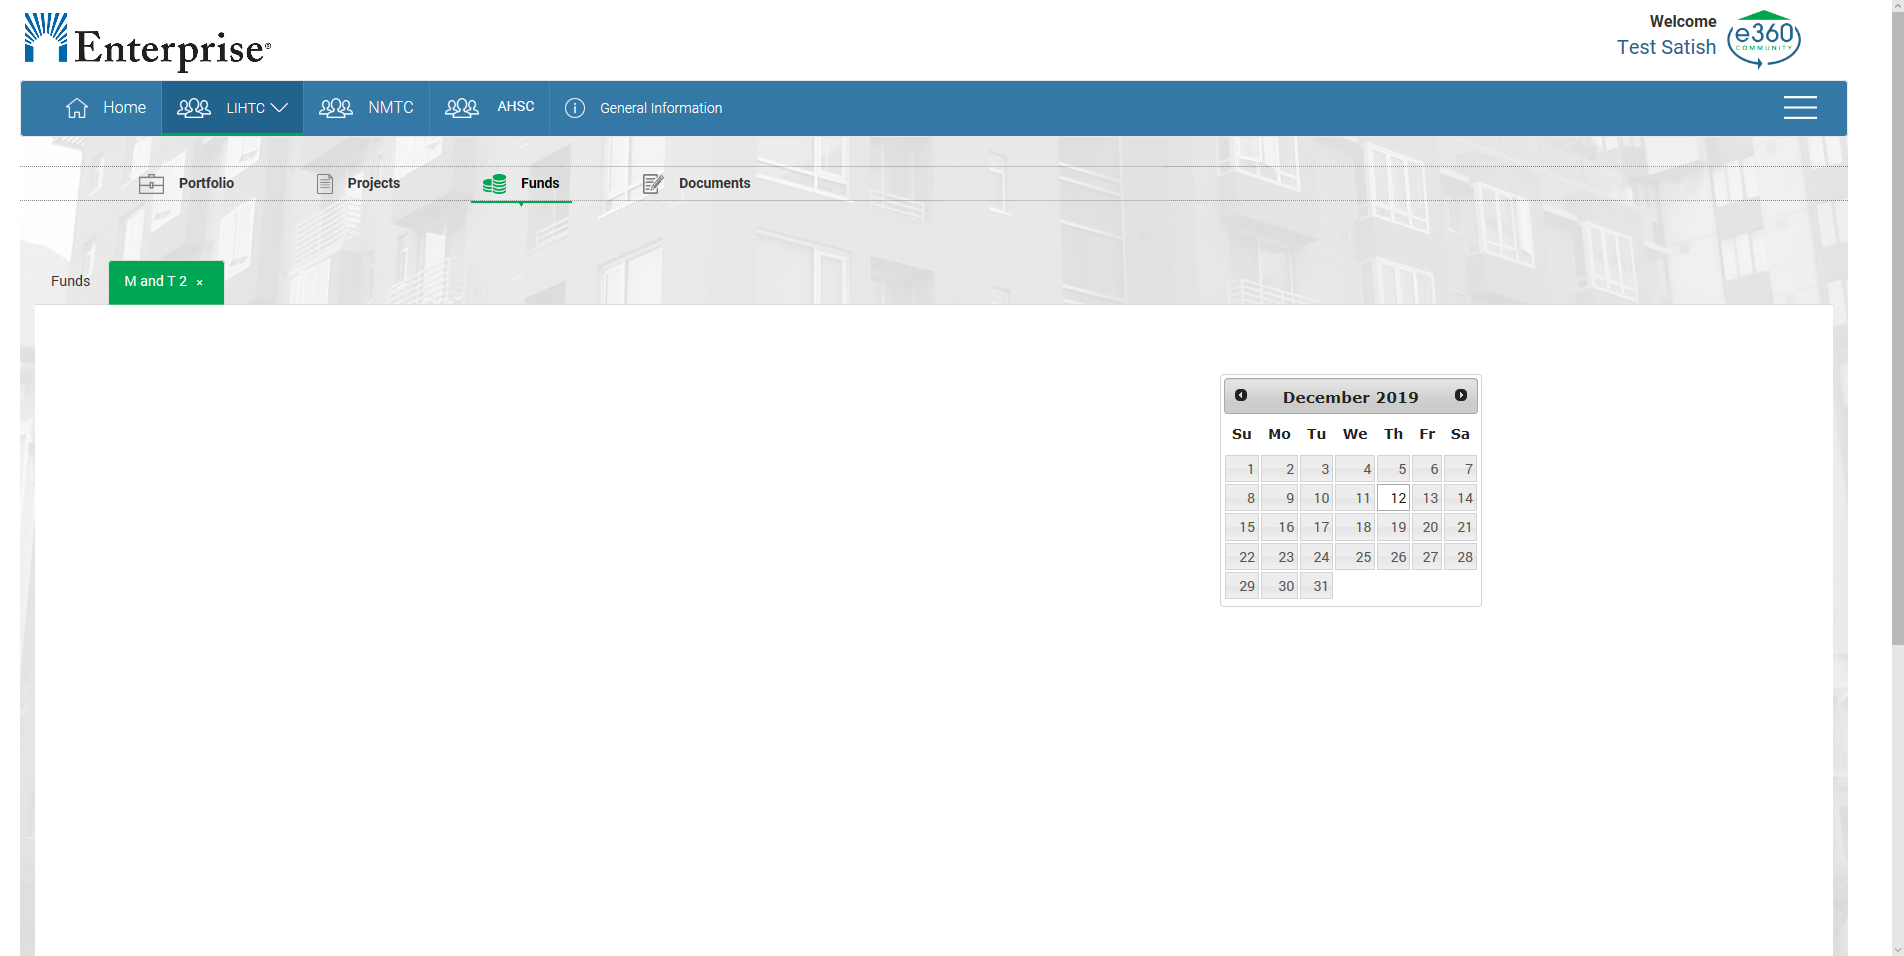 Enterprise®
Welcome
Test Satish
e360
COMMUNITY
Home
LIHTC
NMTC
AHSC
General Information
Portfolio
Projects
Funds
Documents
Funds
M and T 2 ×
December 2019
Su Mo Tu We Th Fr Sa
1 2 3 4 5 6 7
8 9 10 11 12 13 14
15 16 17 18 19 20 21
22 23 24 25 26 27 28
29 30 31